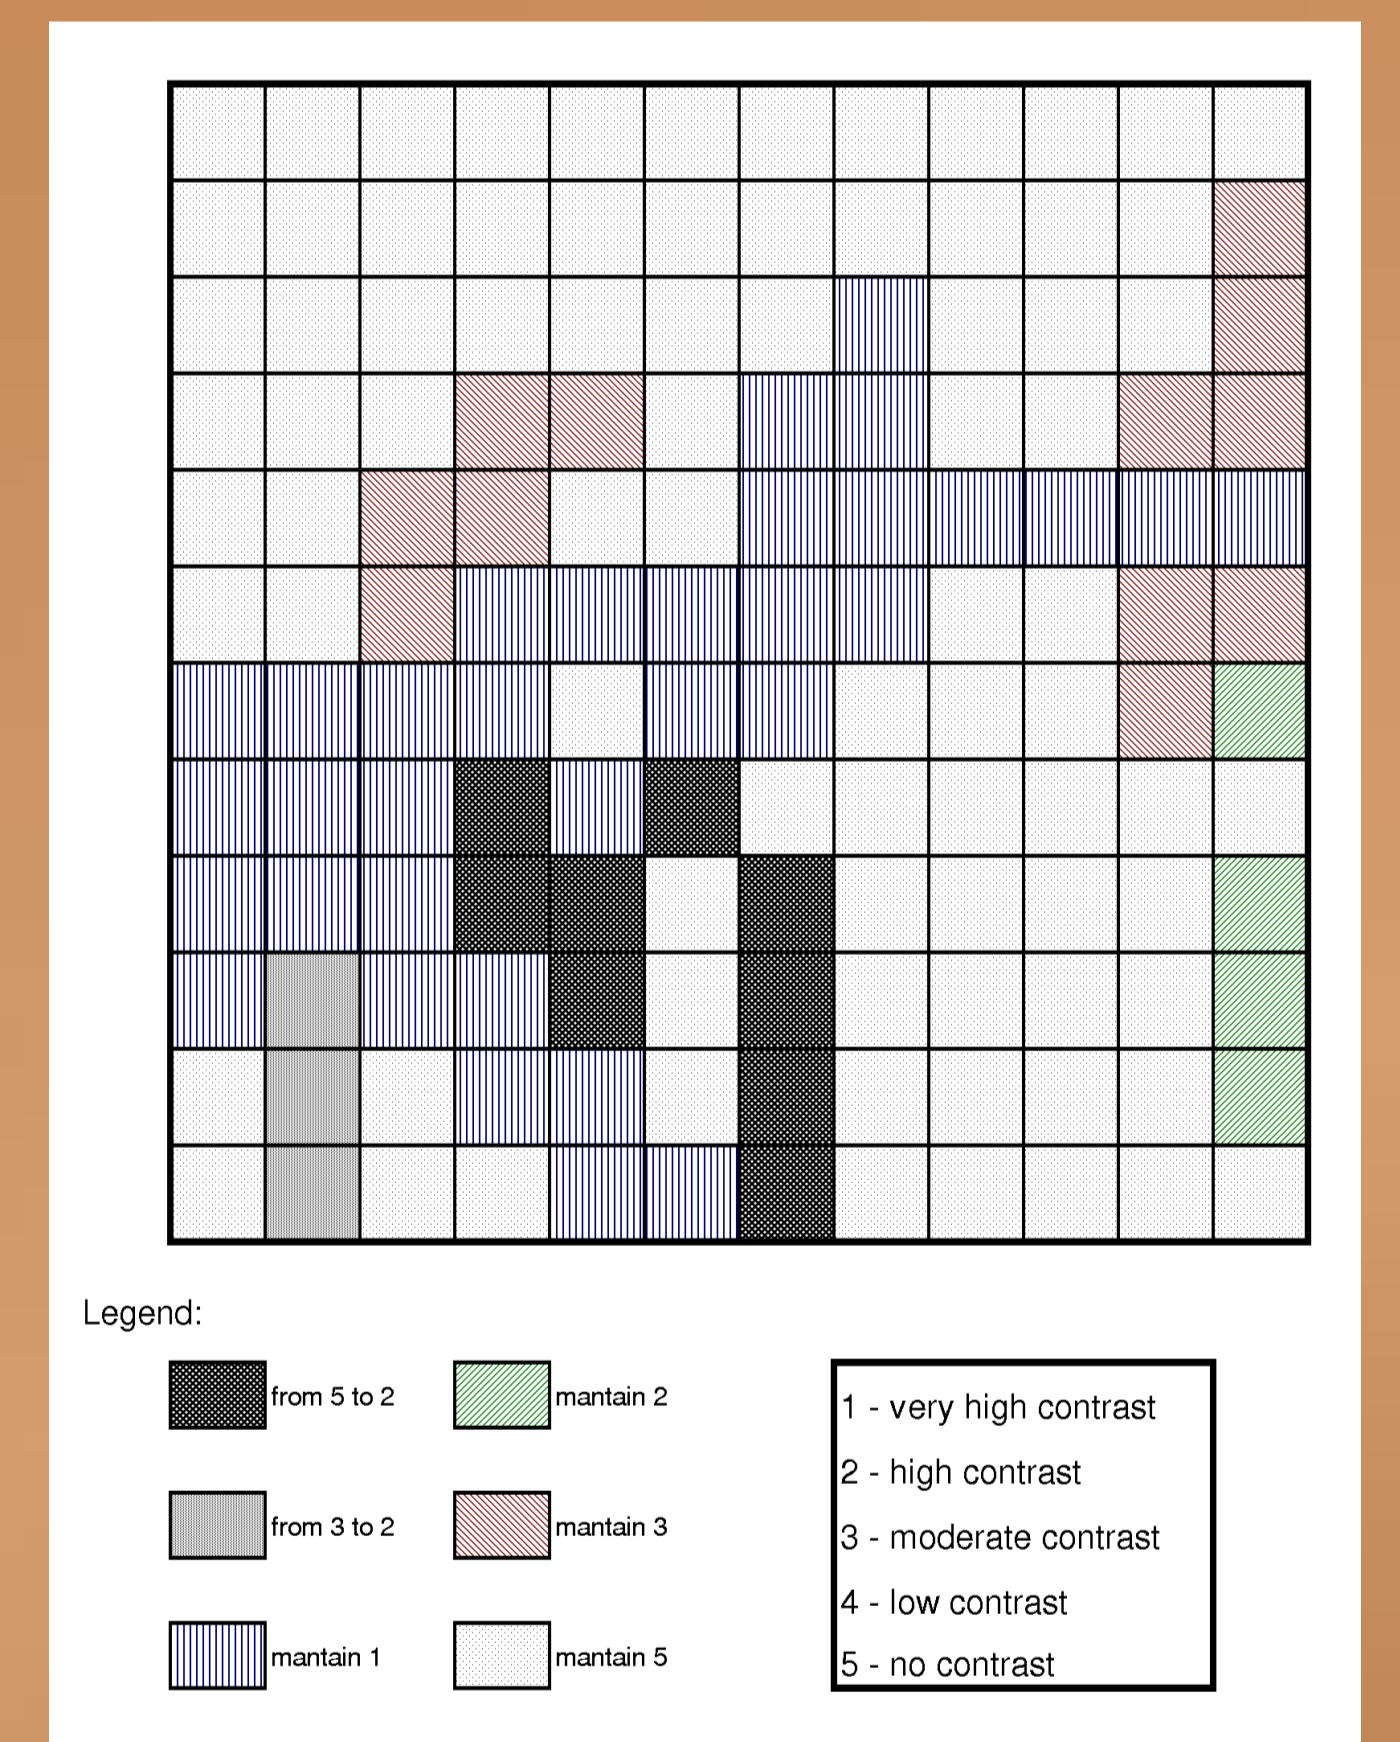 Legend:
from 5 to 2
mantain 2
from 3 to 2
mantain 3
mantain 1
mantain 5
1 - very high contrast
2 - high contrast
3 - moderate contrast
4 - low contrast
5 - no contrast